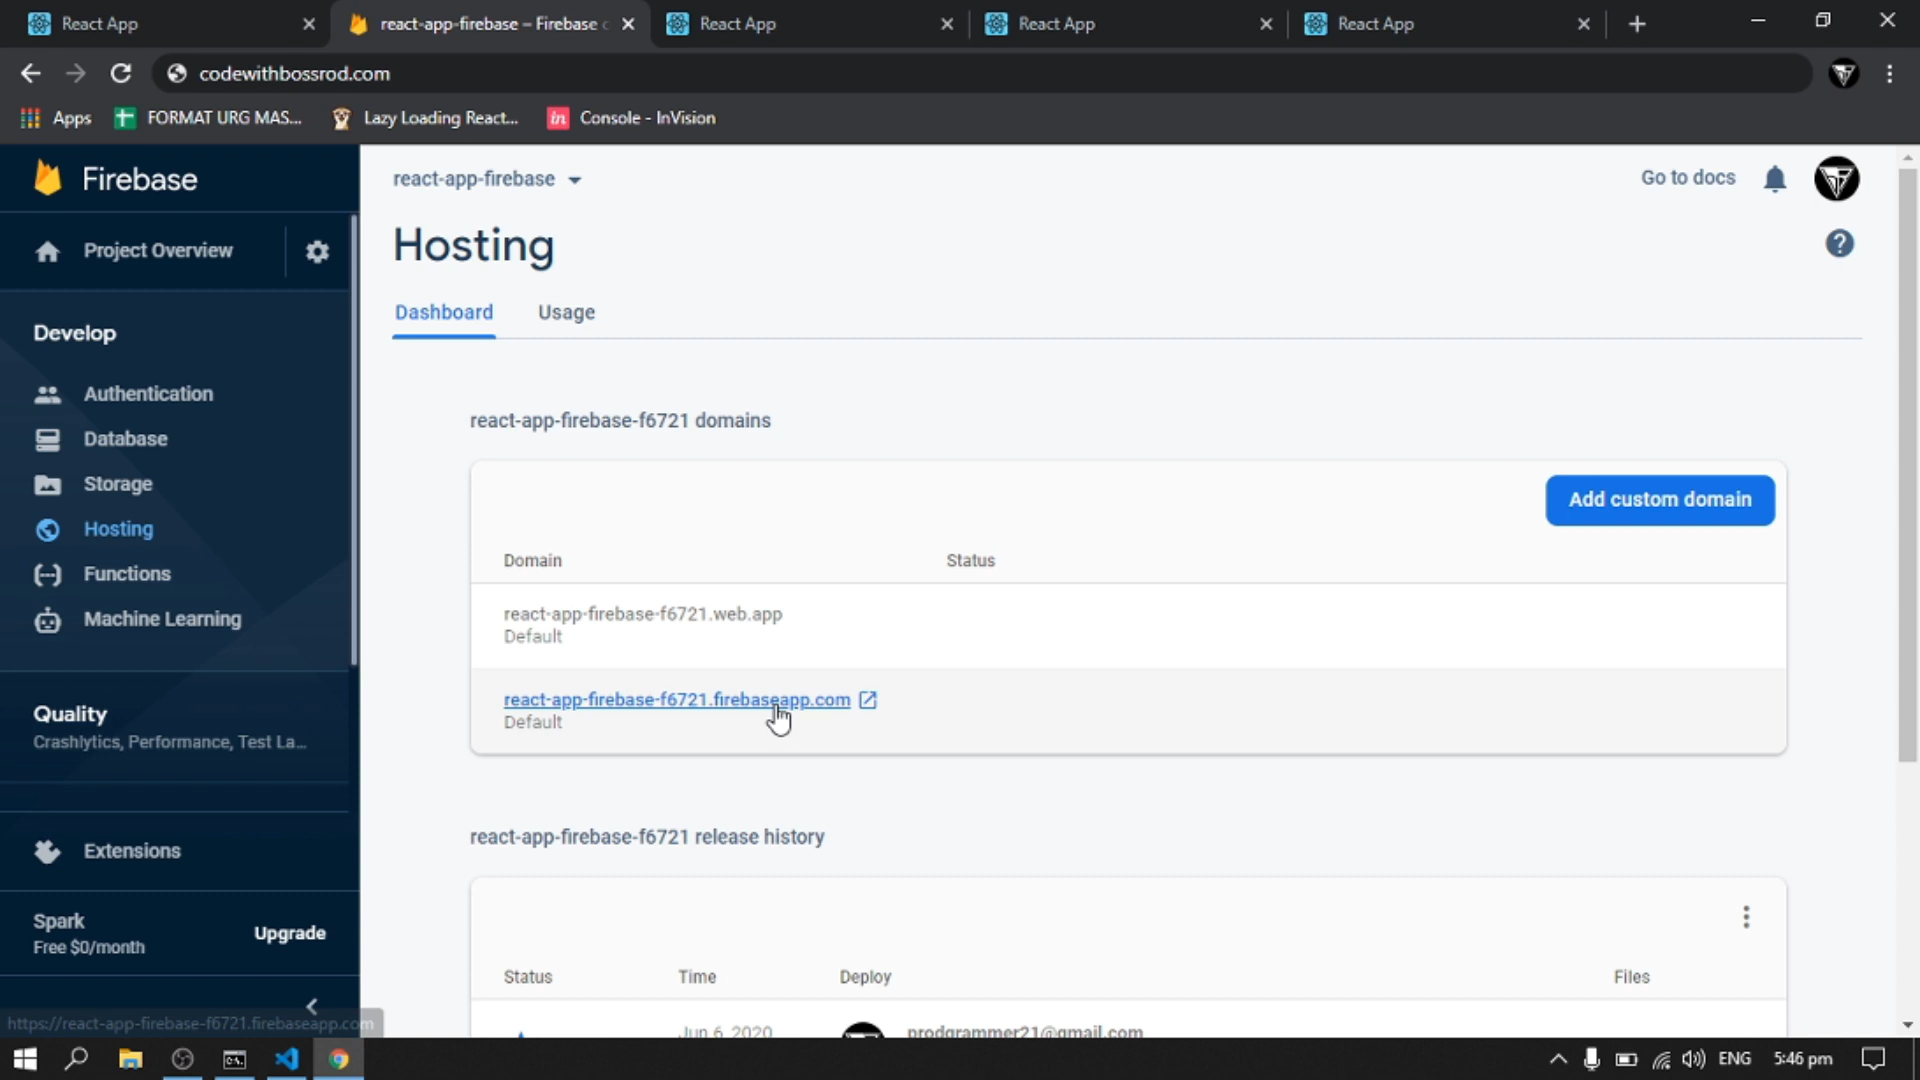 React App
react-app-firebase – Firebase c
React App
React App
React App
codewithbossrod.com
Apps
FORMAT URG MAS...
Lazy Loading React...
in
Console - InVision
Firebase
react-app-firebase
Go to docs
Project Overview
Hosting
Dashboard
Usage
Develop
Authentication
Database
Storage
Hosting
Functions
Machine Learning
react-app-firebase-f6721 domains
Add custom domain
Domain
Status
react-app-firebase-f6721.web.app
Default
react-app-firebase-f6721.firebaseapp.com
Default
Quality
Crashlytics, Performance, Test La...
Extensions
Spark
Free $0/month
Upgrade
react-app-firebase-f6721 release history
Status
Time
Deploy
Files
Jun 6, 2020
prodgrammer21@gmail.com
https://react-app-firebase-f6721.firebaseapp.com
ENG
5:46 pm